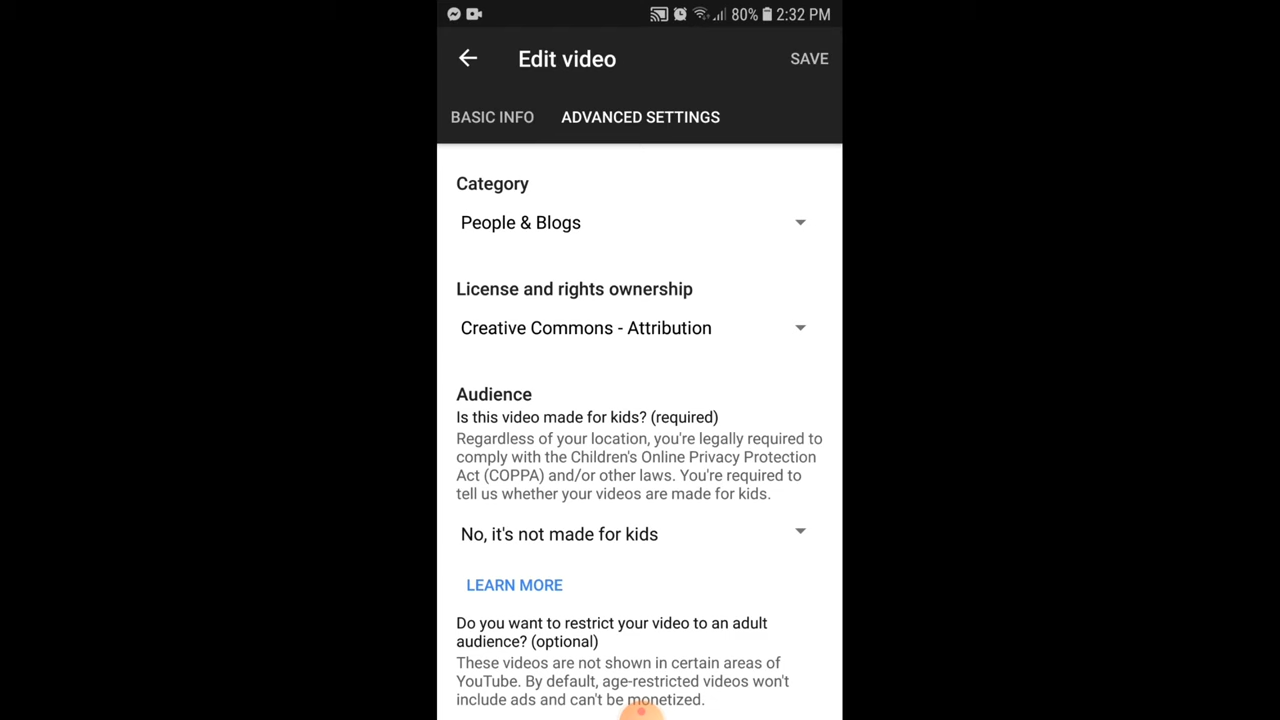 80% 2:32 PM
Edit video SAVE
BASIC INFO ADVANCED SETTINGS
Category
People & Blogs
License and rights ownership
Creative Commons - Attribution
Audience
Is this video made for kids? (required)
Regardless of your location, you're legally required to
comply with the Children's Online Privacy Protection
Act (COPPA) and/or other laws. You're required to
tell us whether your videos are made for kids.
No, it's not made for kids
LEARN MORE
Do you want to restrict your video to an adult
audience? (optional)
These videos are not shown in certain areas of
YouTube. By default, age-restricted videos won't
include ads and can't be monetized.